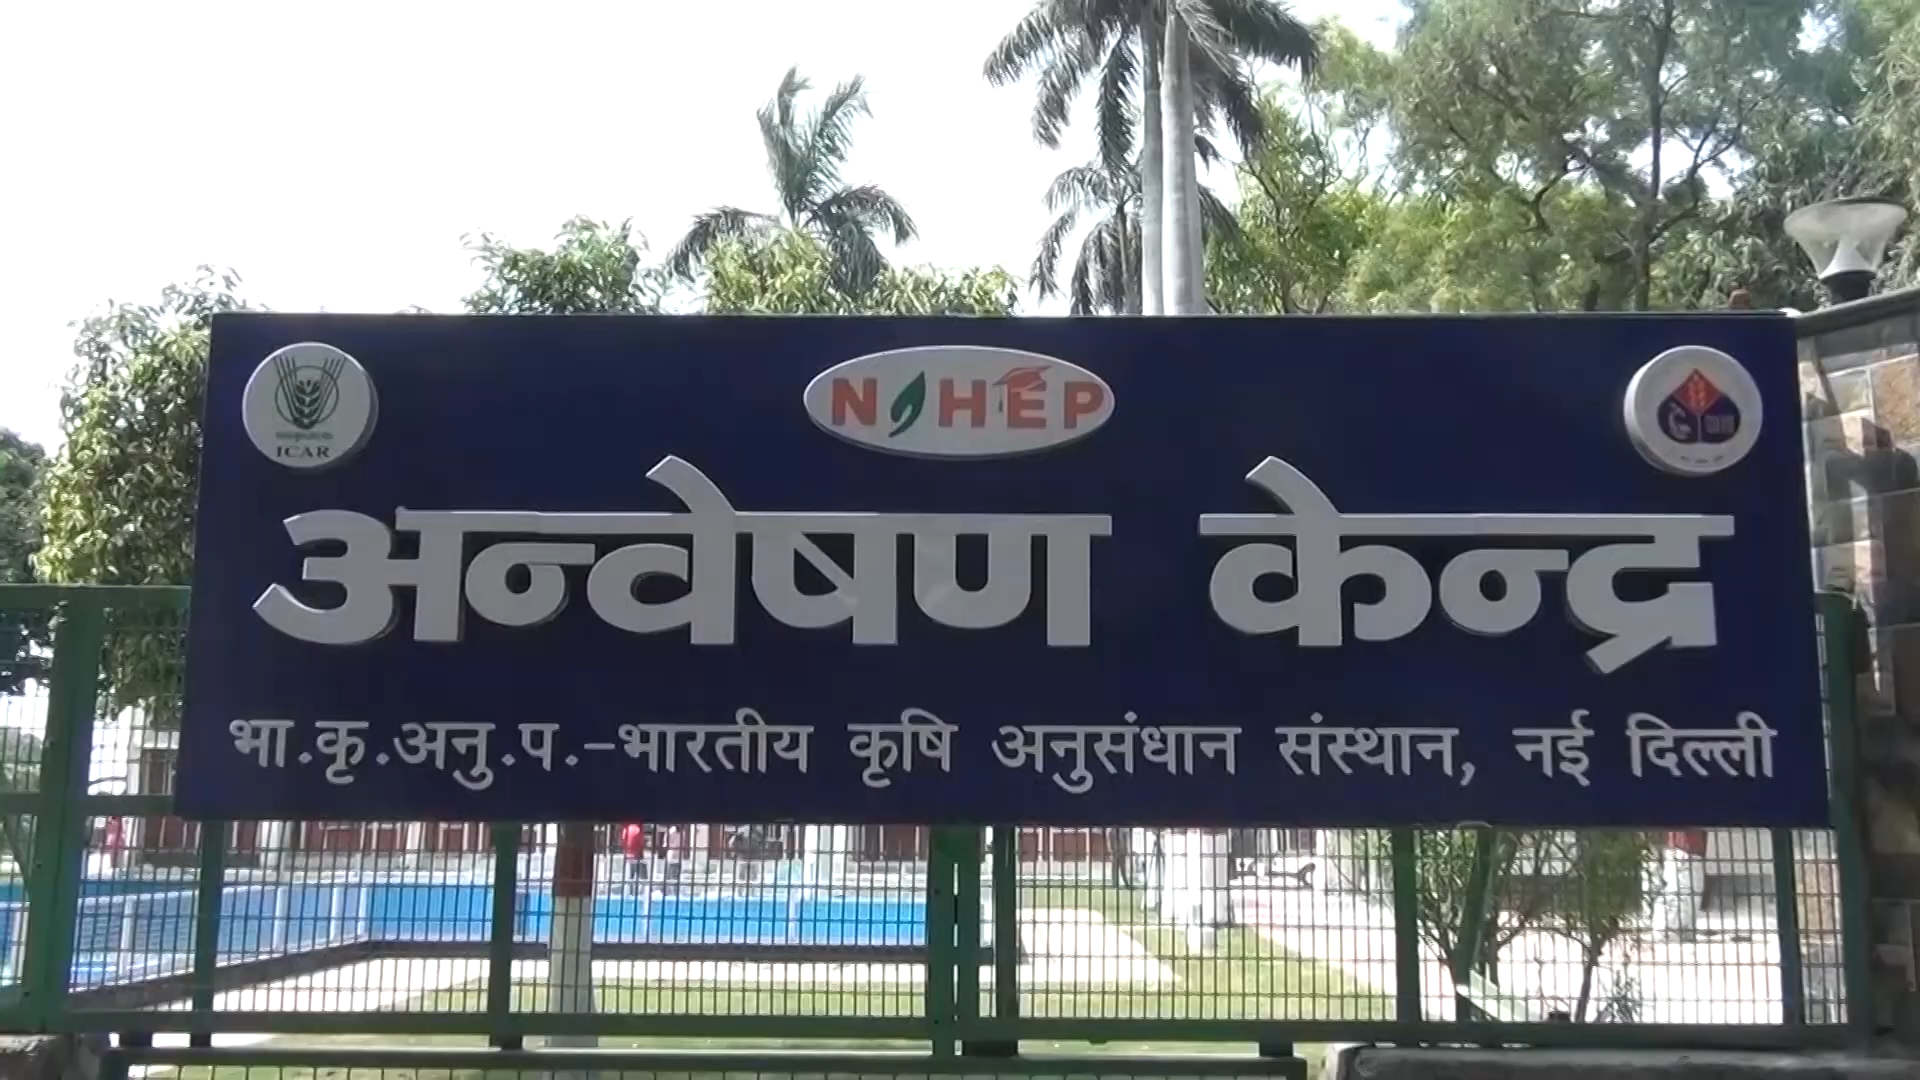 ICAR
NAHEP
अन्वेषण केन्द्र
भा.कृ.अनु.प.–भारतीय कृषि अनुसंधान संस्थान, नई दिल्ली